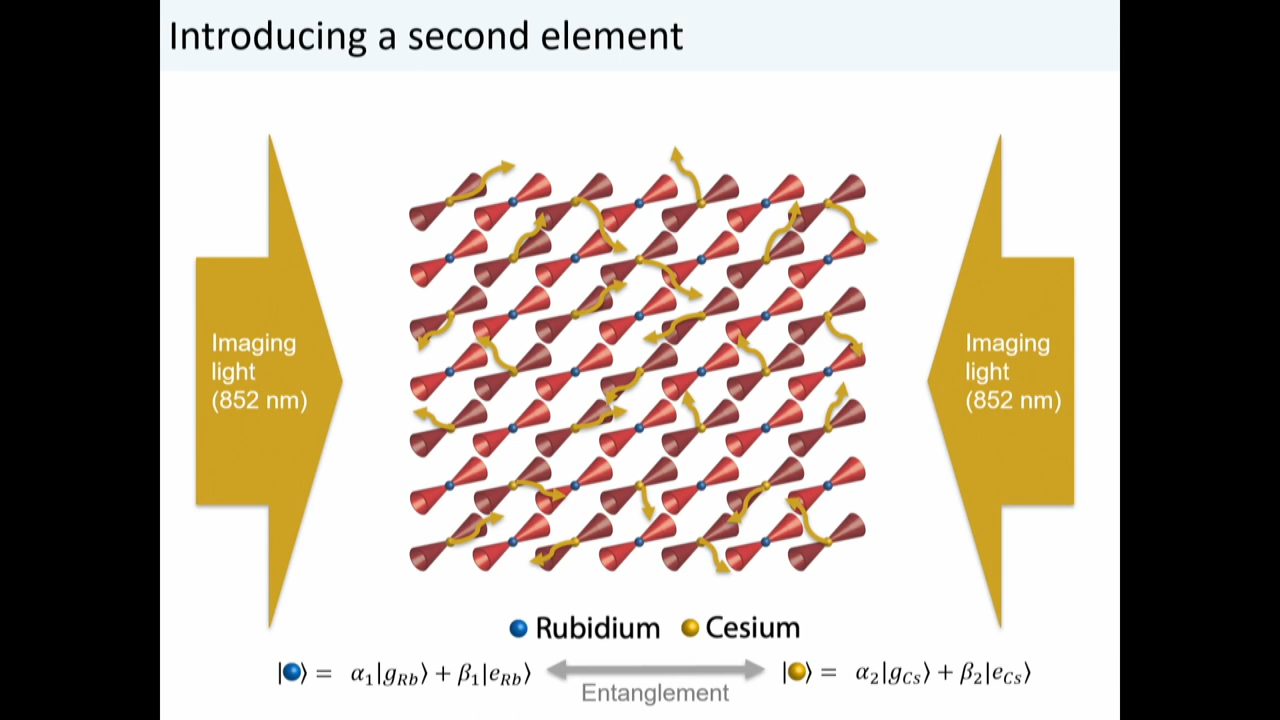 Introducing a second element
Imaging
light
(852 nm)
Imaging
light
(852 nm)
Rubidium Cesium
|⟩ = α₁|g_Rb⟩ + β₁|e_Rb⟩
|⟩ = α₂|g_Cs⟩ + β₂|e_Cs⟩
Entanglement